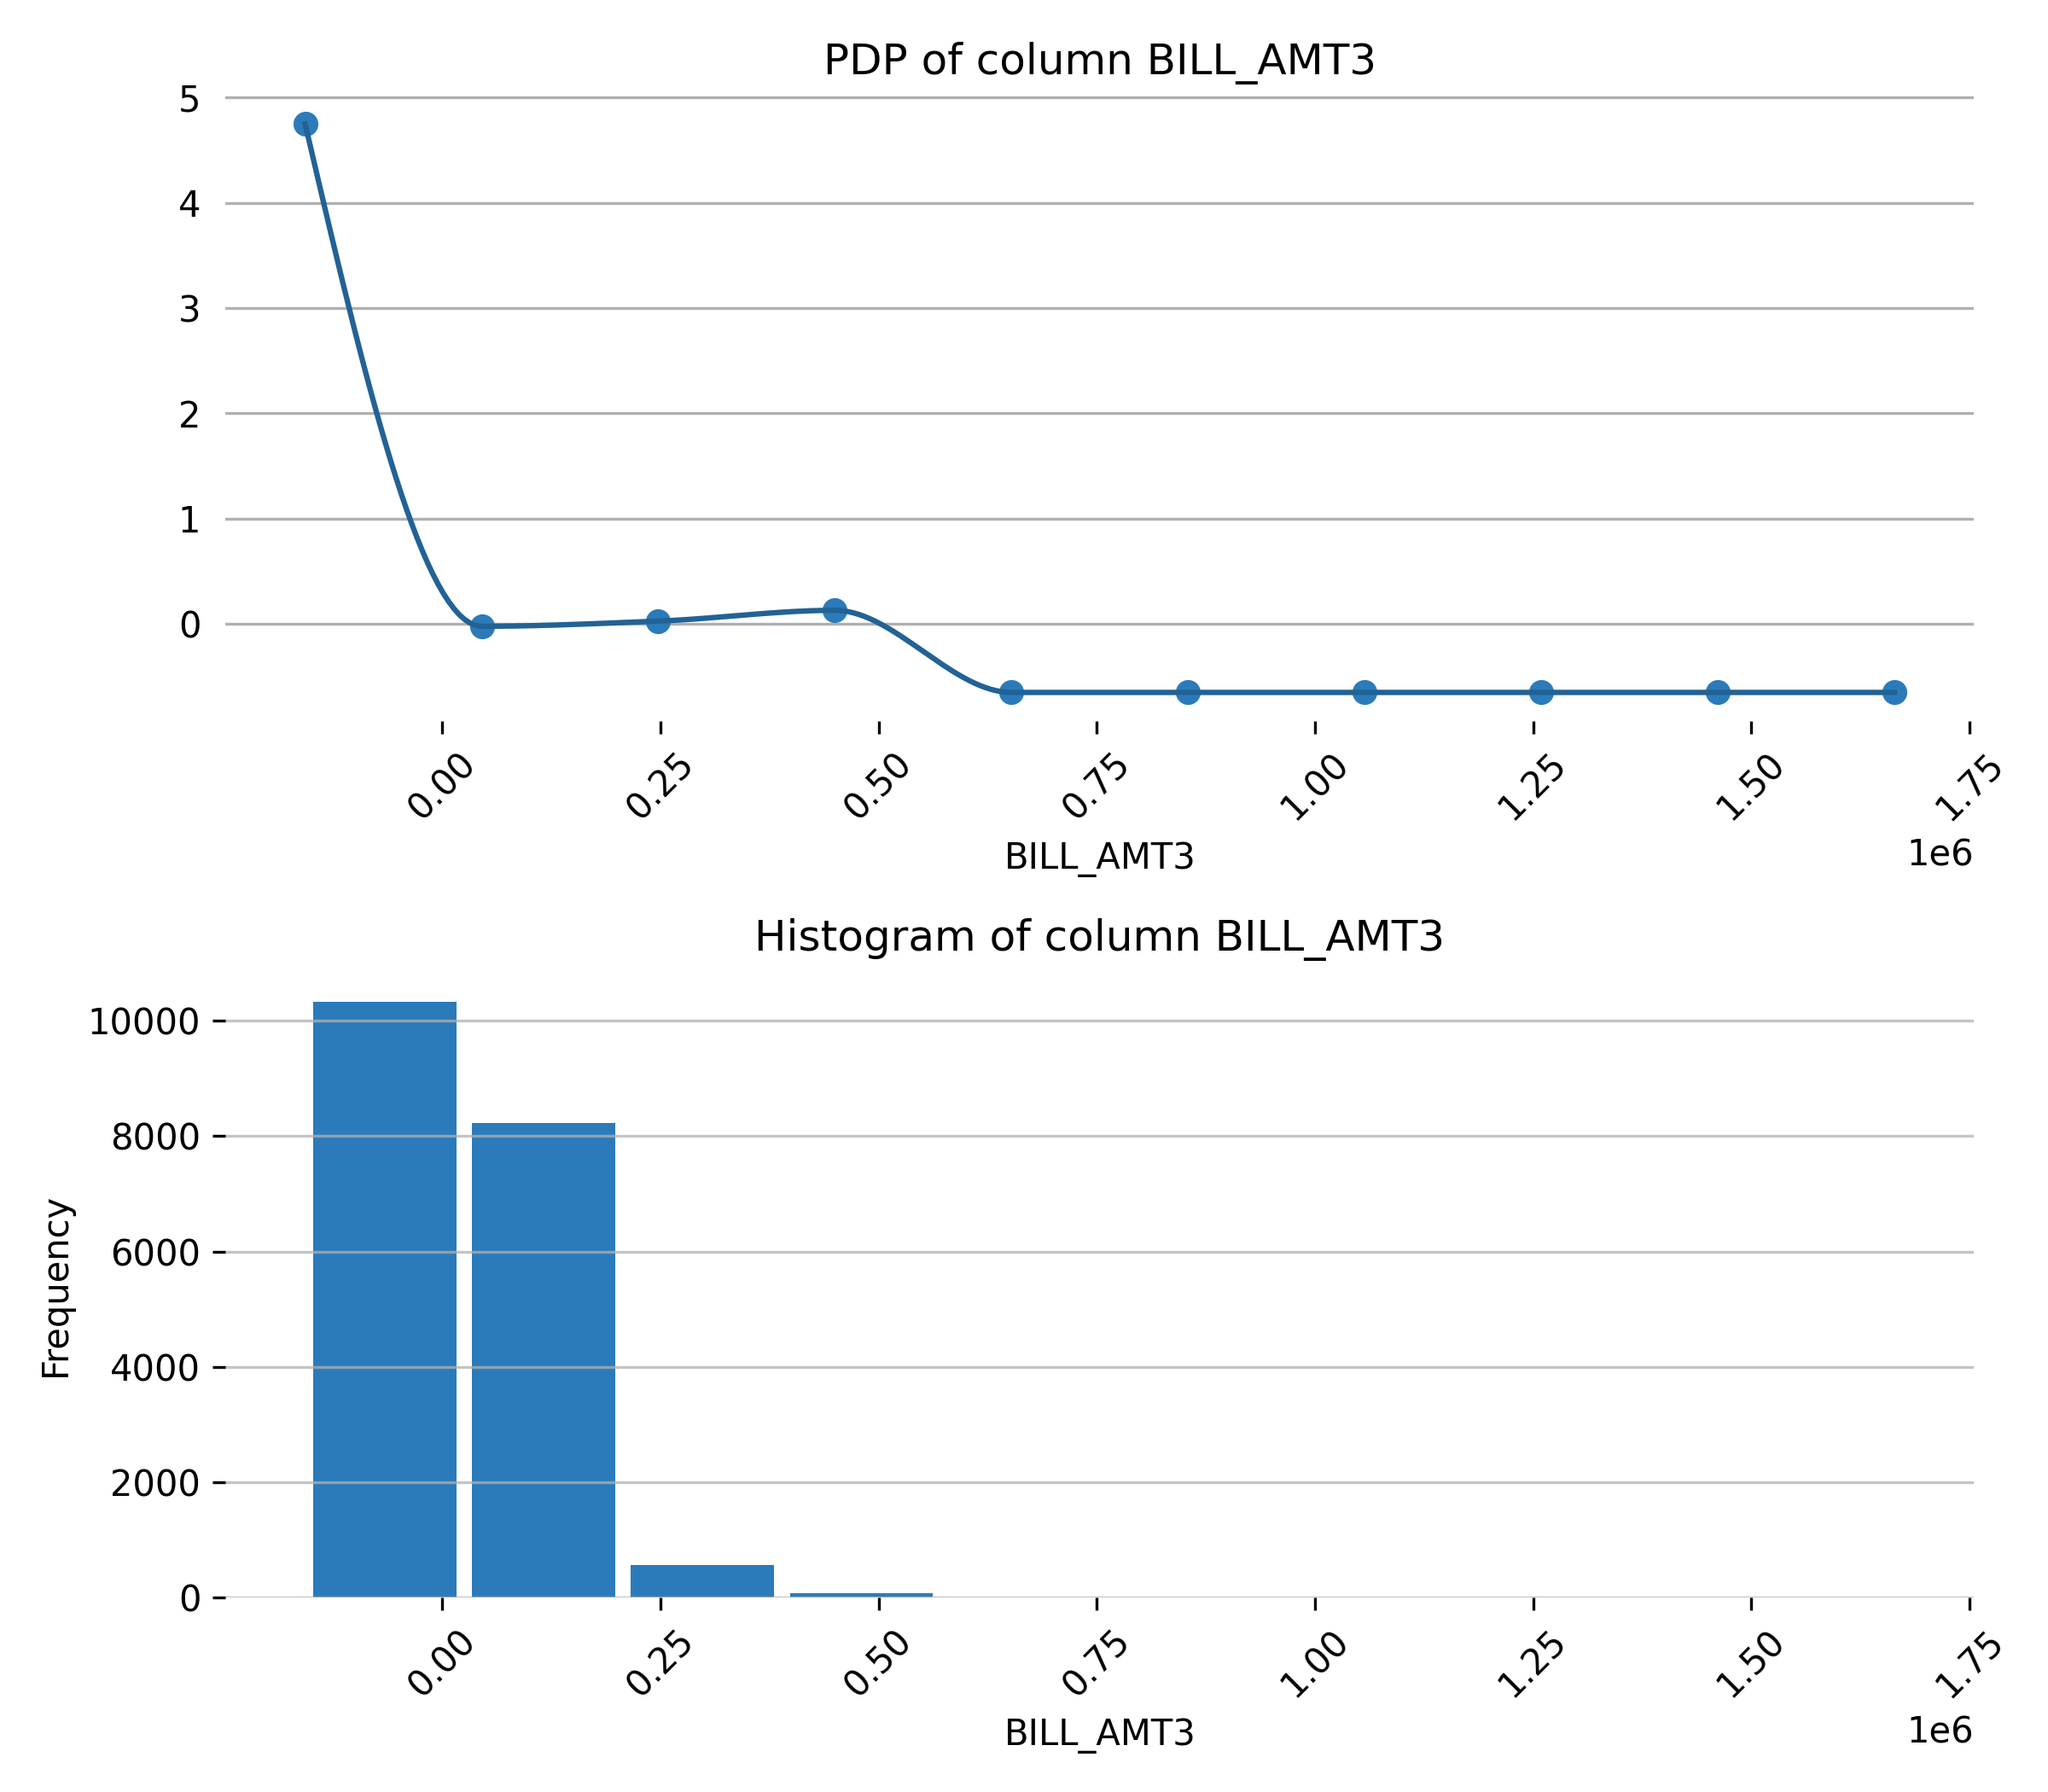 PDP of column BILL_AMT3
5
4
3
2
1
0
0.00 0.25 0.50 0.75 1.00 1.25 1.50 1.75
BILL_AMT3
1e6
Histogram of column BILL_AMT3
Frequency
10000
8000
6000
4000
2000
0
0.00 0.25 0.50 0.75 1.00 1.25 1.50 1.75
BILL_AMT3
1e6